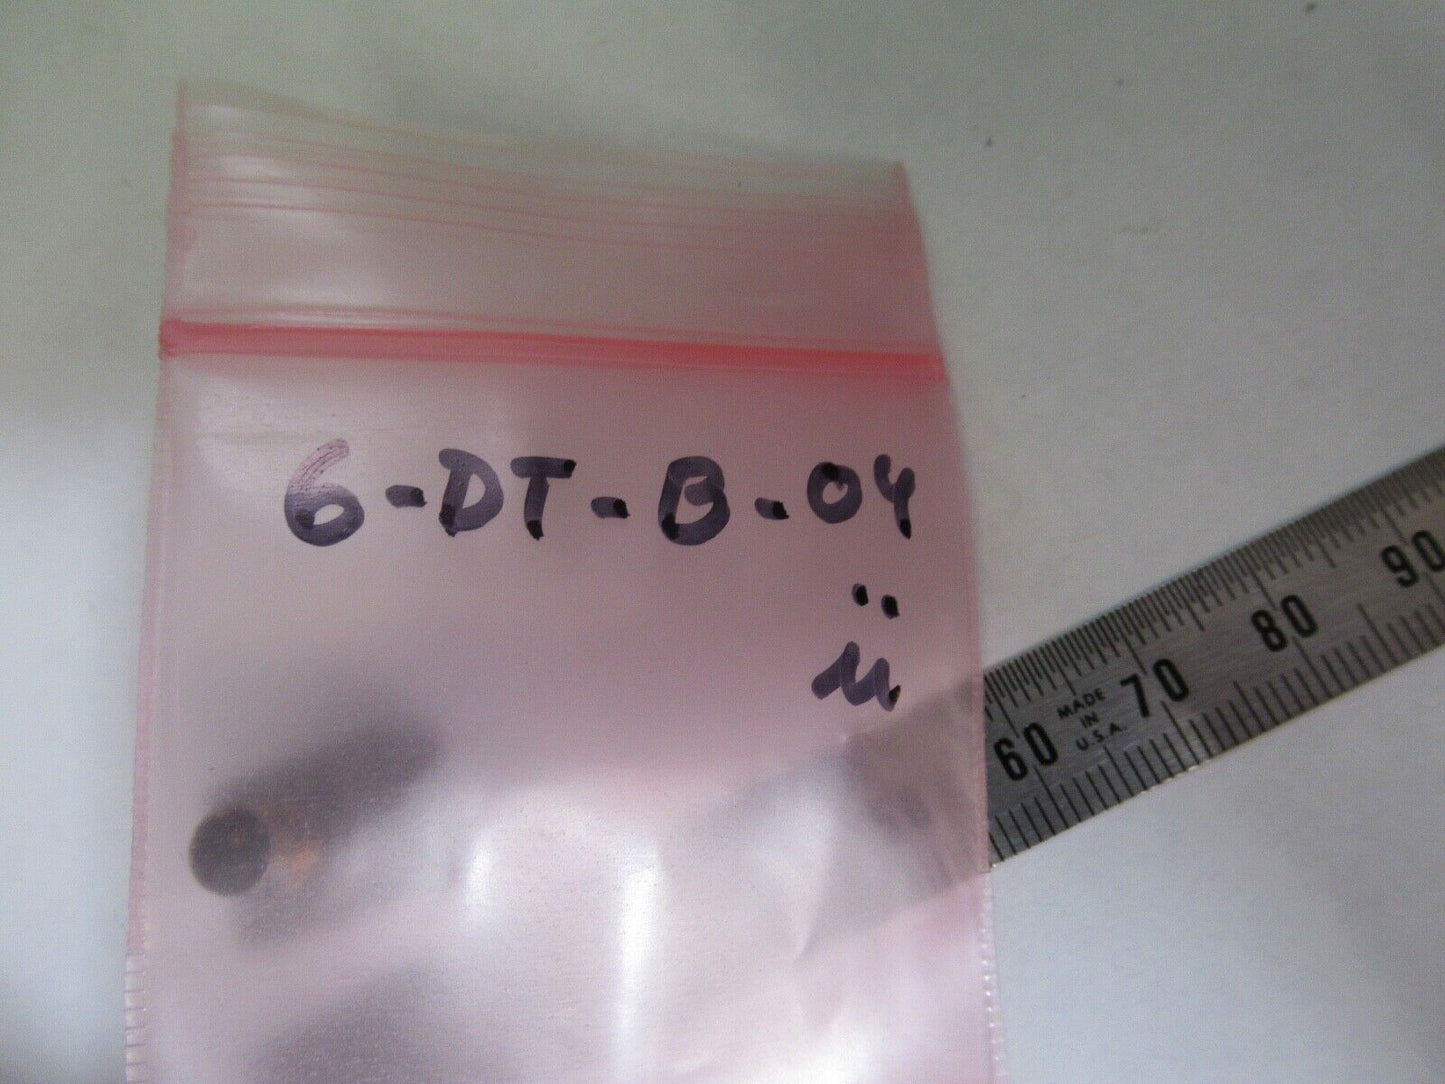 6-DT-B-04
ü
60 70 80 90
MADE
IN
U.S.A.